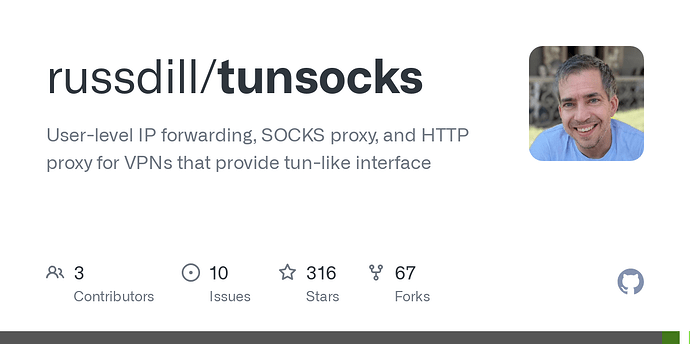 russdill/tunsocks
User-level IP forwarding, SOCKS proxy, and HTTP
proxy for VPNs that provide tun-like interface
3 10 316 67
Contributors Issues Stars Forks